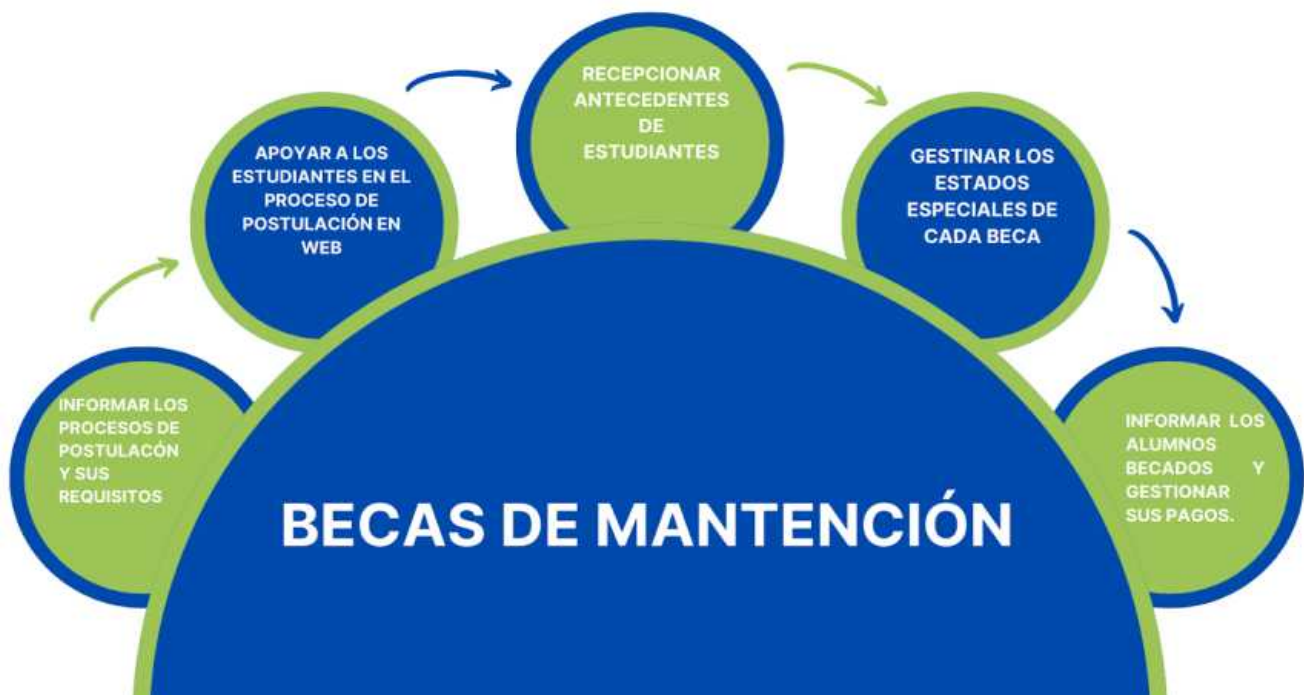 INFORMAR LOS
PROCESOS DE
POSTULACÓN
Y SUS
REQUISITOS
APOYAR A LOS
ESTUDIANTES EN EL
PROCESO DE
POSTULACIÓN EN
WEB
RECEPCIONAR
ANTECEDENTES
DE
ESTUDIANTES
GESTINAR LOS
ESTADOS
ESPECIALES DE
CADA BECA
INFORMAR LOS
ALUMNOS
BECADOS Y
GESTIONAR
SUS PAGOS.
BECAS DE MANTENCIÓN